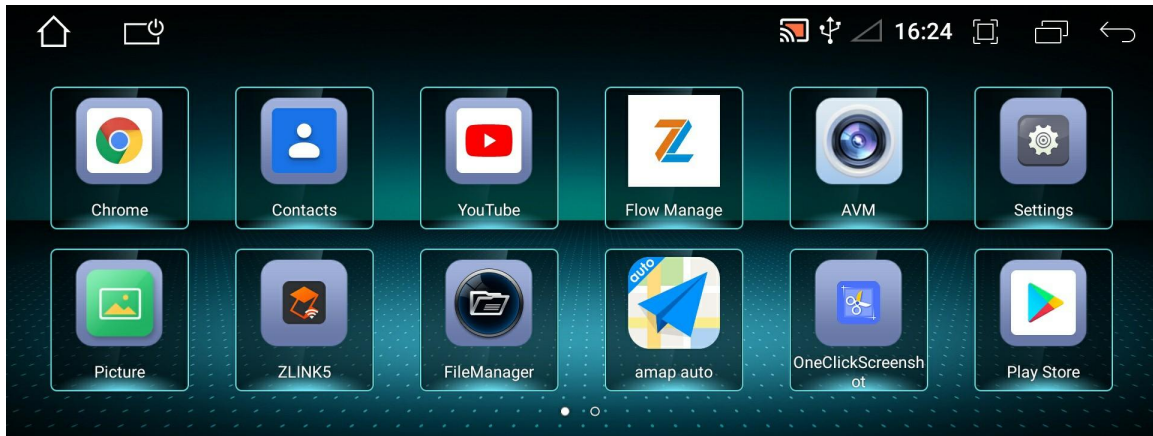 16:24
Chrome
Contacts
YouTube
Flow Manage
AVM
Settings
auto
Picture
ZLINK5
FileManager
amap auto
OneClickScreensh
ot
Play Store